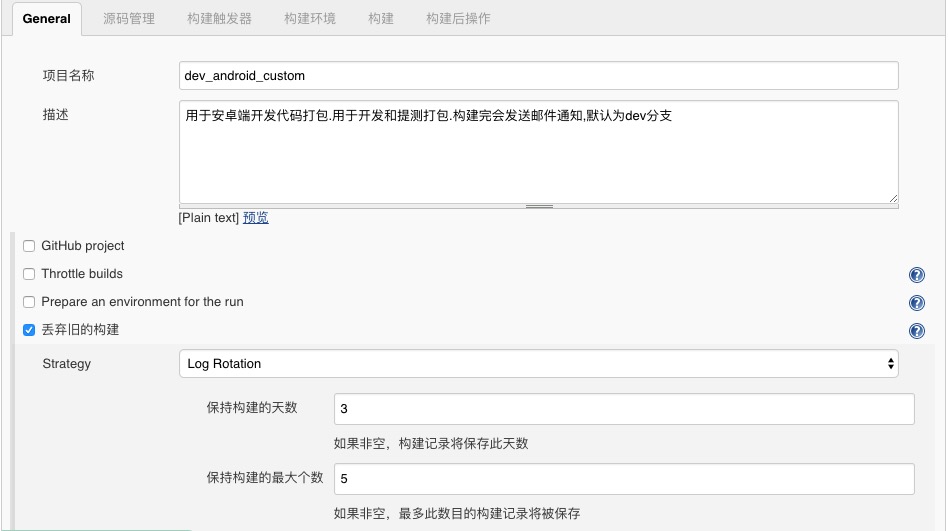 General 源码管理 构建触发器 构建环境 构建 构建后操作
项目名称 dev_android_custom
描述 用于安卓端开发代码打包.用于开发和提测打包.构建完会发送邮件通知,默认为dev分支
[Plain text] 预览
GitHub project
Throttle builds
Prepare an environment for the run
丢弃旧的构建
Strategy Log Rotation
保持构建的天数 3
如果非空，构建记录将保存此天数
保持构建的最大个数 5
如果非空，最多此数目的构建记录将被保存